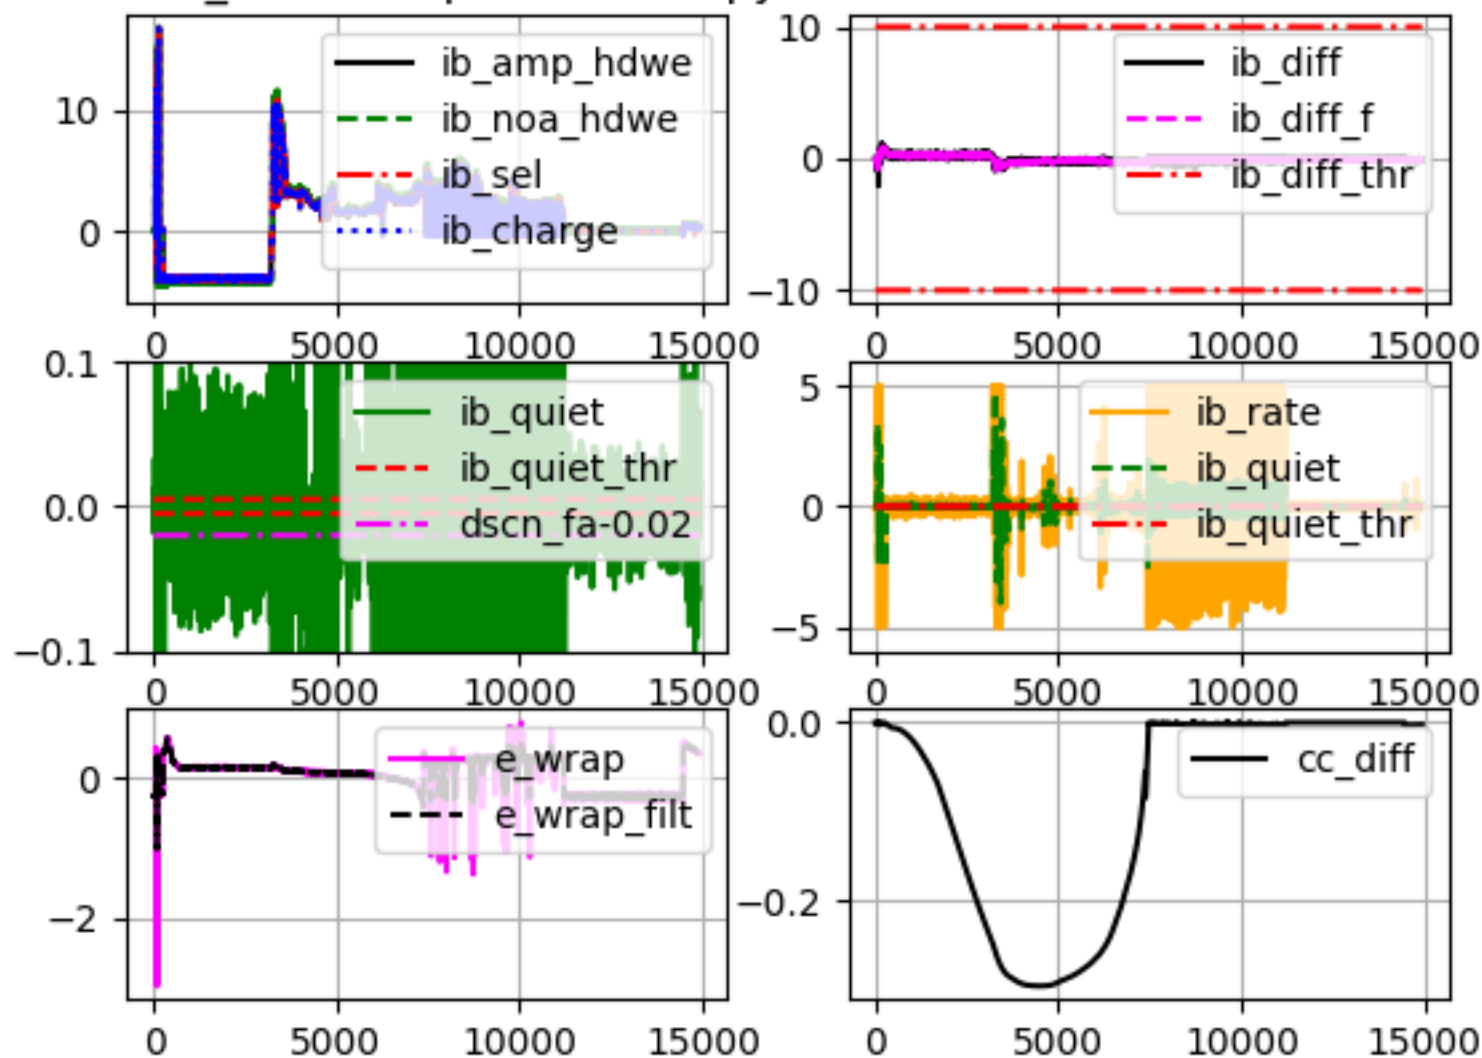 10
0
ib_amp_hdwe
ib_noa_hdwe
ib_sel
ib_charge
0
5000
10000
15000
10
0
−10
ib_diff
ib_diff_f
ib_diff_thr
0
5000
10000
15000
0.1
0.0
−0.1
ib_quiet
ib_quiet_thr
dscn_fa-0.02
0
5000
10000
15000
5
0
−5
ib_rate
ib_quiet
ib_quiet_thr
0
5000
10000
15000
0
−2
e_wrap
e_wrap_filt
0
5000
10000
15000
0.0
−0.2
cc_diff
0
5000
10000
15000